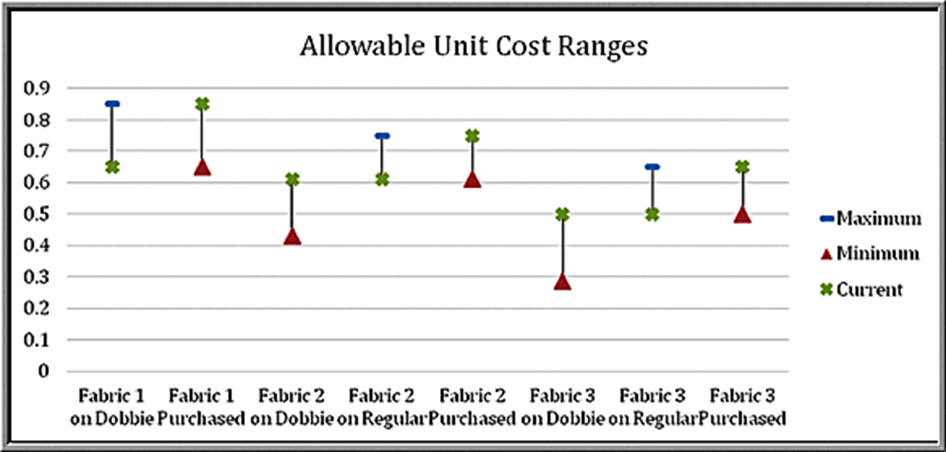 Allowable Unit Cost Ranges
0.9
0.8
0.7
0.6
0.5
0.4
0.3
0.2
0.1
0
Fabric 1 on Dobbie
Fabric 1 Purchased
Fabric 2 on Dobbie
Fabric 2 on Regular
Fabric 2 Purchased
Fabric 3 on Dobbie
Fabric 3 on Regular
Fabric 3 Purchased
Maximum
Minimum
Current